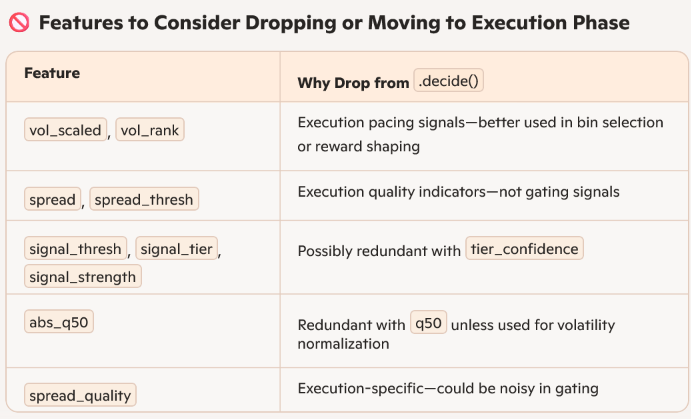 🚫 Features to Consider Dropping or Moving to Execution Phase
Feature
Why Drop from .decide()
vol_scaled, vol_rank
Execution pacing signals—better used in bin selection
or reward shaping
spread, spread_thresh
Execution quality indicators—not gating signals
signal_thresh, signal_tier,
signal_strength
Possibly redundant with tier_confidence
abs_q50
Redundant with q50 unless used for volatility
normalization
spread_quality
Execution-specific—could be noisy in gating